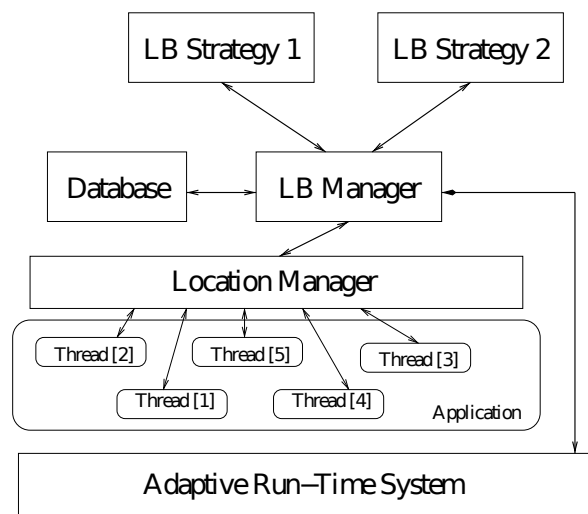 LB Strategy 1
LB Strategy 2
Database
LB Manager
Location Manager
Thread [2]
Thread [5]
Thread [3]
Thread [1]
Thread [4]
Application
Adaptive Run–Time System